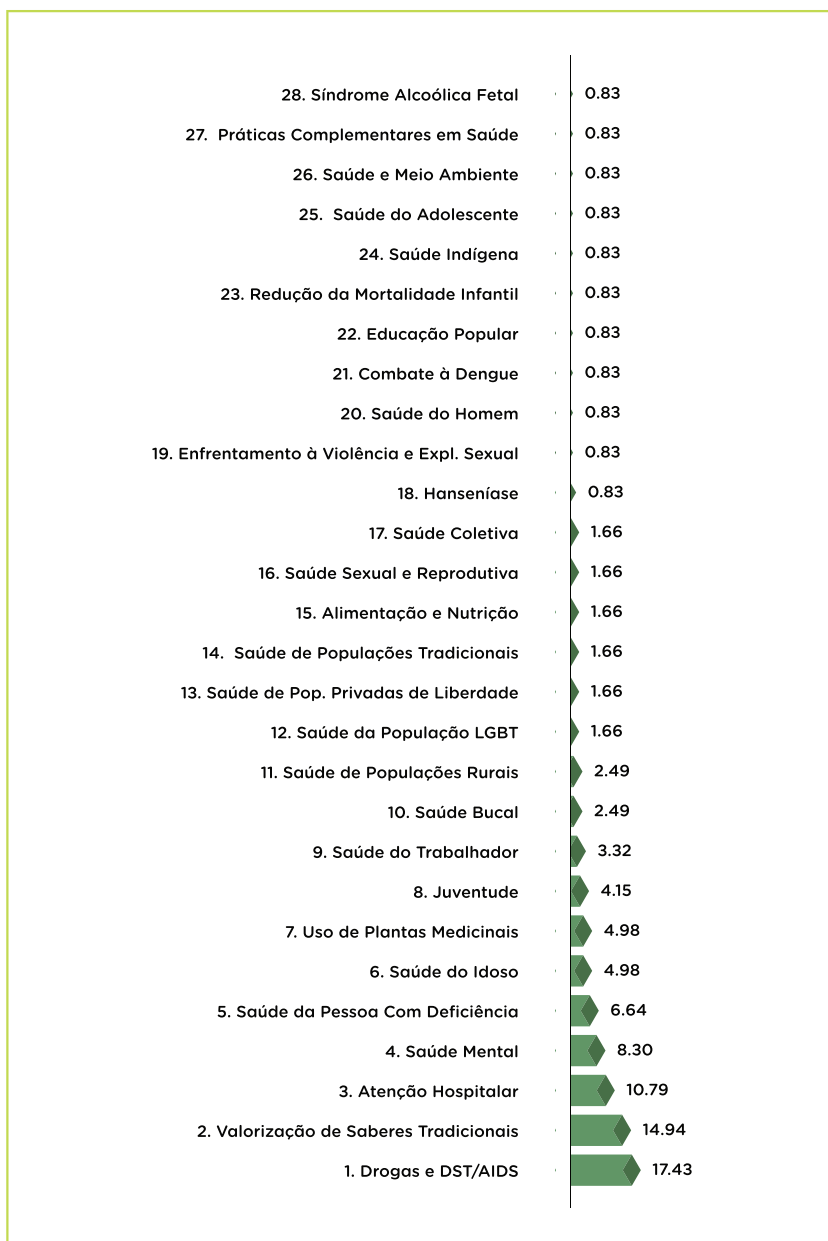 28. Síndrome Alcoólica Fetal 0.83
27. Práticas Complementares em Saúde 0.83
26. Saúde e Meio Ambiente 0.83
25. Saúde do Adolescente 0.83
24. Saúde Indígena 0.83
23. Redução da Mortalidade Infantil 0.83
22. Educação Popular 0.83
21. Combate à Dengue 0.83
20. Saúde do Homem 0.83
19. Enfrentamento à Violência e Expl. Sexual 0.83
18. Hanseníase 0.83
17. Saúde Coletiva 1.66
16. Saúde Sexual e Reprodutiva 1.66
15. Alimentação e Nutrição 1.66
14. Saúde de Populações Tradicionais 1.66
13. Saúde de Pop. Privadas de Liberdade 1.66
12. Saúde da População LGBT 1.66
11. Saúde de Populações Rurais 2.49
10. Saúde Bucal 2.49
9. Saúde do Trabalhador 3.32
8. Juventude 4.15
7. Uso de Plantas Medicinais 4.98
6. Saúde do Idoso 4.98
5. Saúde da Pessoa Com Deficiência 6.64
4. Saúde Mental 8.30
3. Atenção Hospitalar 10.79
2. Valorização de Saberes Tradicionais 14.94
1. Drogas e DST/AIDS 17.43